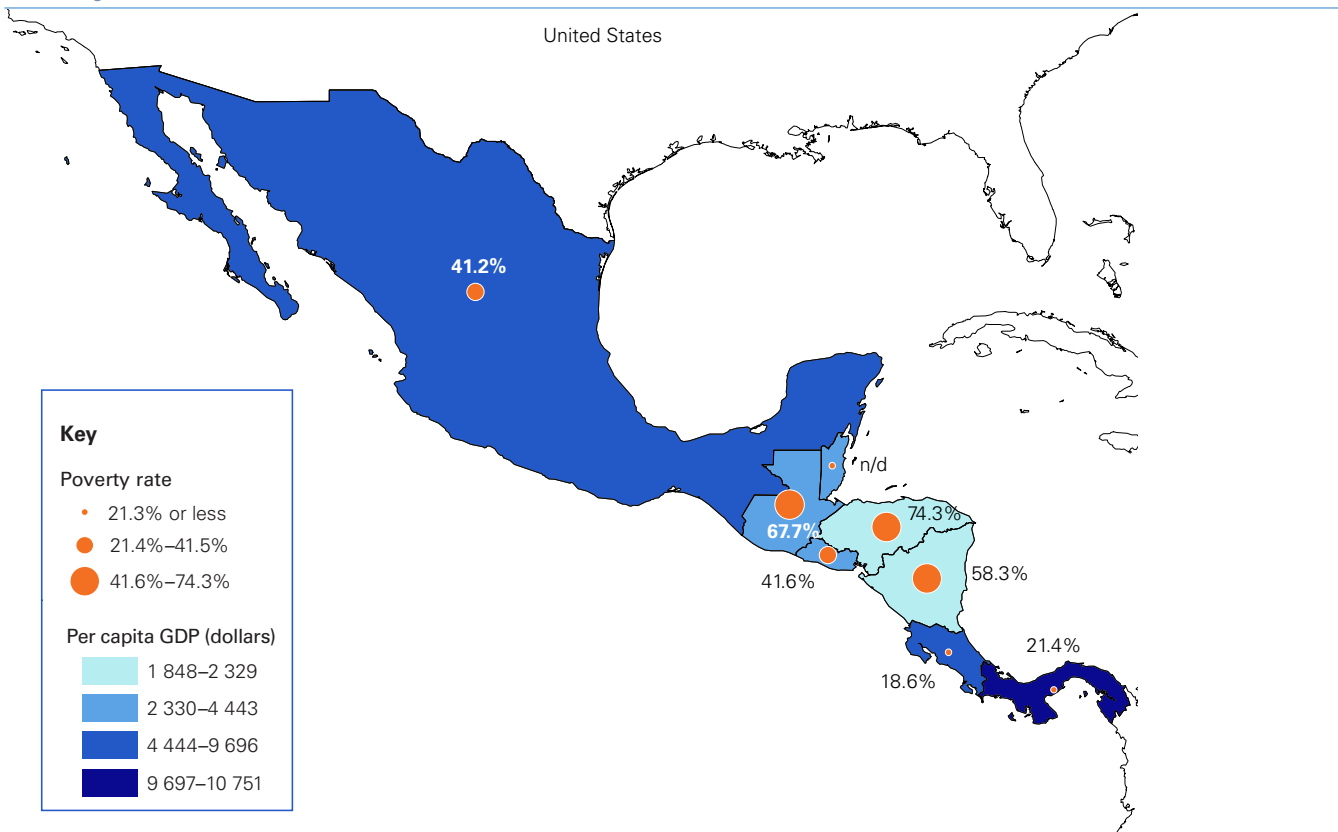 United States
41.2%
n/d
67.7%
74.3%
41.6%
58.3%
21.4%
18.6%
Key
Poverty rate
21.3% or less
21.4%–41.5%
41.6%–74.3%
Per capita GDP (dollars)
1 848–2 329
2 330–4 443
4 444–9 696
9 697–10 751